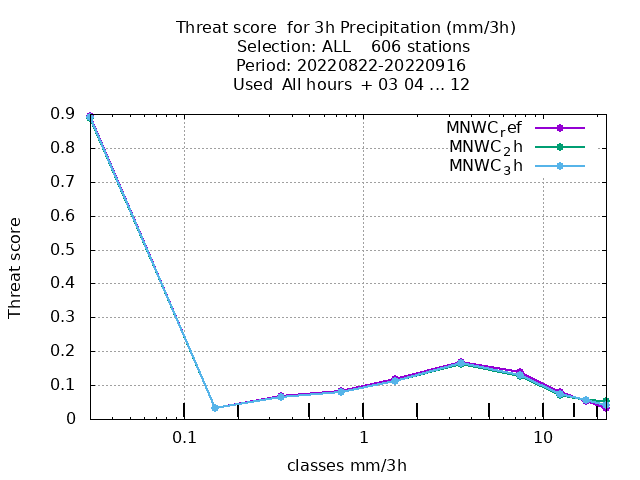 Threat score  for 3h Precipitation (mm/3h)
Selection: ALL    606 stations
Period: 20220822-20220916
Used  All hours  + 03 04 ... 12
MNWC_ref
MNWC_2h
MNWC_3h
0.9
0.8
0.7
0.6
0.5
0.4
0.3
0.2
0.1
0
Threat score
0.1
1
10
classes mm/3h